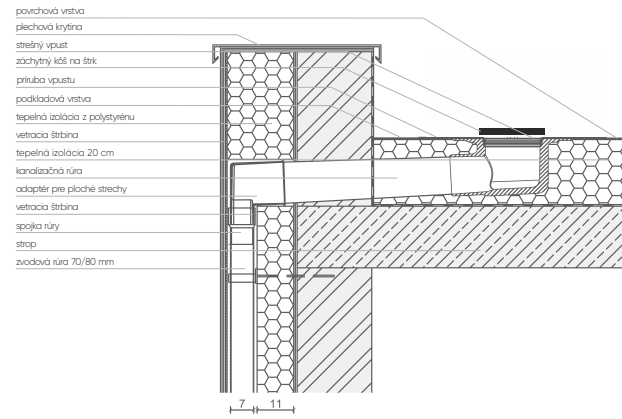 povrchová vrstva
plechová krytina
strešný vpust
záchytný kôš na štrk
príruba vpustu
podkladová vrstva
tepelná izolácia z polystyrénu
vetracia štrbina
tepelná izolácia 20 cm
kanalizačná rúra
adaptér pre ploché strechy
vetracia štrbina
spojka rúry
strop
zvodová rúra 70/80 mm
7 11